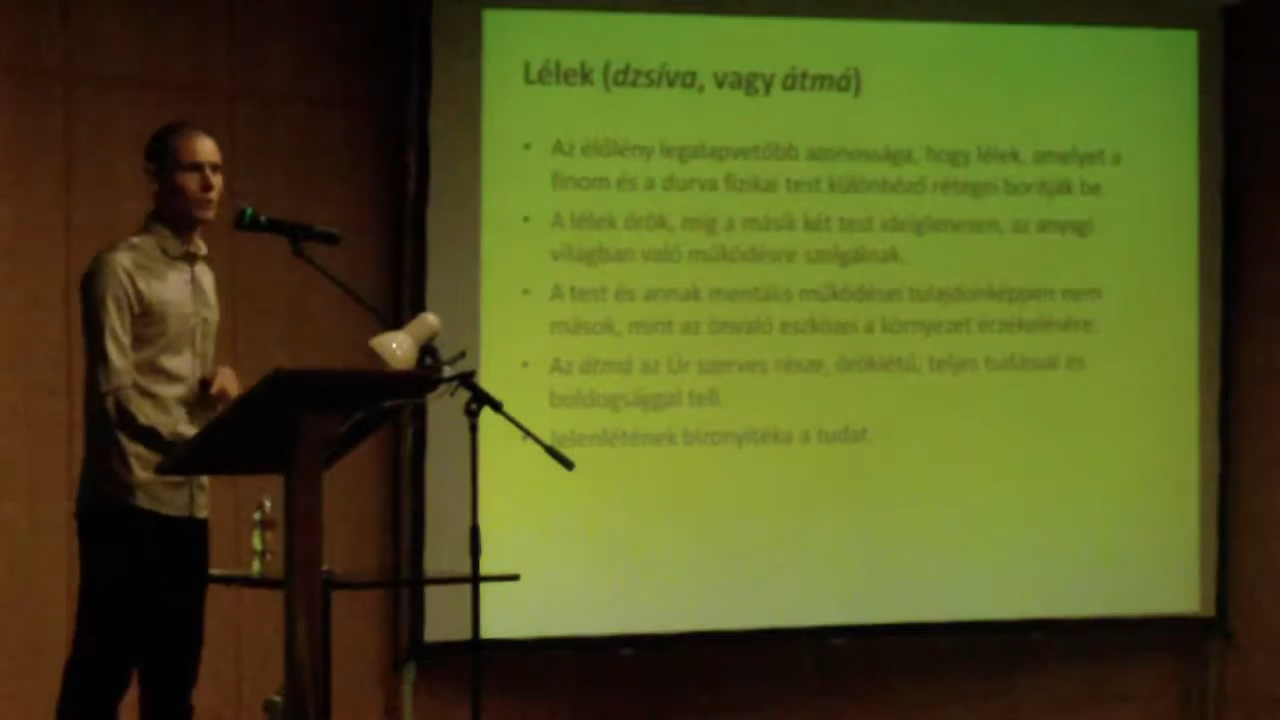 Lélek (dzsíva, vagy átmá)
• Az élőlény legalapvetőbb azonossága, hogy lélek, amelyet a
finom és a durva fizikai test különböző rétegei borítják be.
• A lélek örök, míg a másik két test ideiglenesen, az anyagi
világban való működésre szolgálnak.
• A test és annak mentális működései tulajdonképpen nem
mások, mint az önvaló eszközei a környezet érzékelésére.
• Az átmá az Úr szerves része, öröklétű, teljes tudással és
boldogsággal teli.
• Jelenlétének bizonyítéka a tudat.